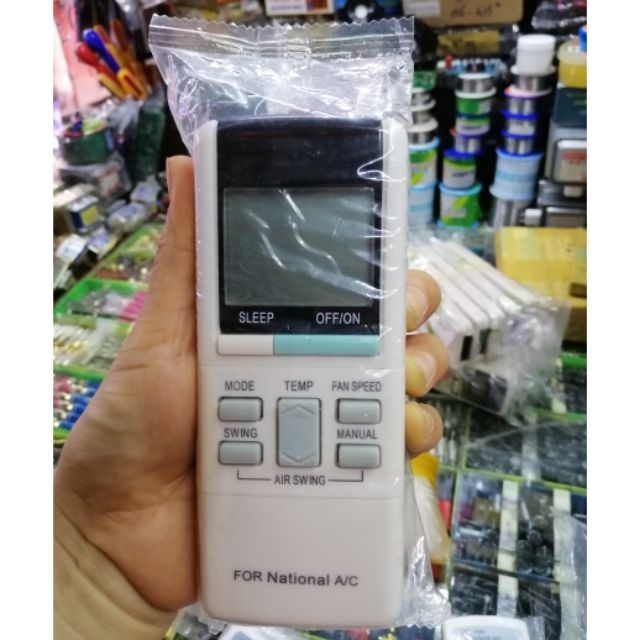 SLEEP OFF/ON
MODE TEMP FAN SPEED
SWING MANUAL
AIR SWING
FOR National A/C